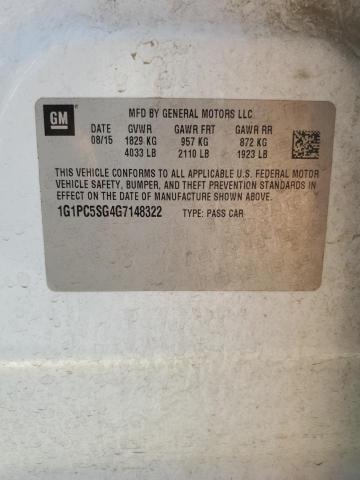 GM
MFD BY GENERAL MOTORS LLC
DATE GVWR GAWR FRT GAWR RR
08/15 1829 KG 957 KG 872 KG
4033 LB 2110 LB 1923 LB
THIS VEHICLE CONFORMS TO ALL APPLICABLE U.S. FEDERAL MOTOR
VEHICLE SAFETY, BUMPER, AND THEFT PREVENTION STANDARDS IN
EFFECT ON THE DATE OF MANUFACTURE SHOWN ABOVE.
1G1PC5SG4G7148322 TYPE: PASS CAR